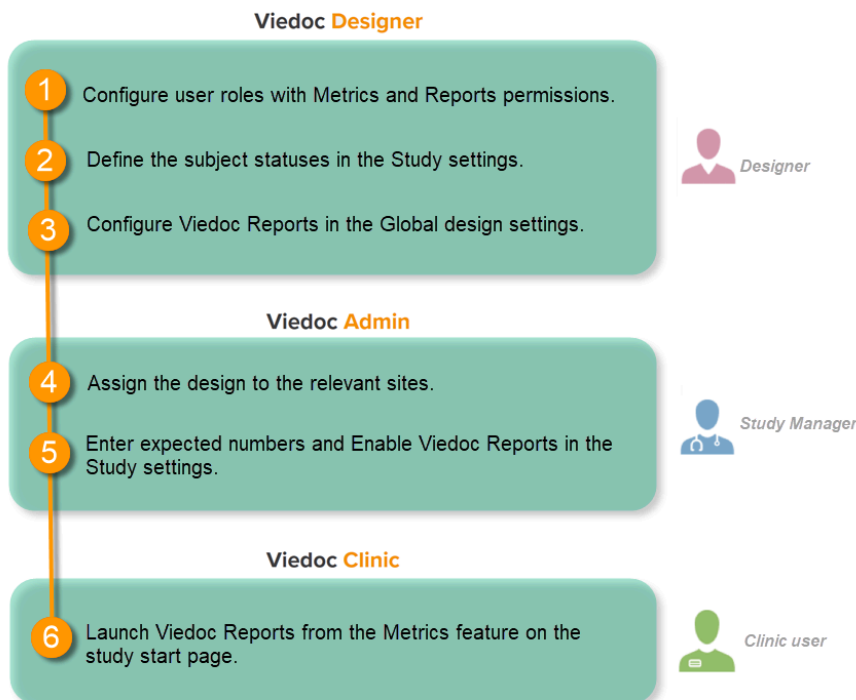 Viedoc Designer
1 Configure user roles with Metrics and Reports permissions.
2 Define the subject statuses in the Study settings.
Designer
3 Configure Viedoc Reports in the Global design settings.
Viedoc Admin
4 Assign the design to the relevant sites.
Study Manager
5 Enter expected numbers and Enable Viedoc Reports in the
Study settings.
Viedoc Clinic
6 Launch Viedoc Reports from the Metrics feature on the
study start page.
Clinic user